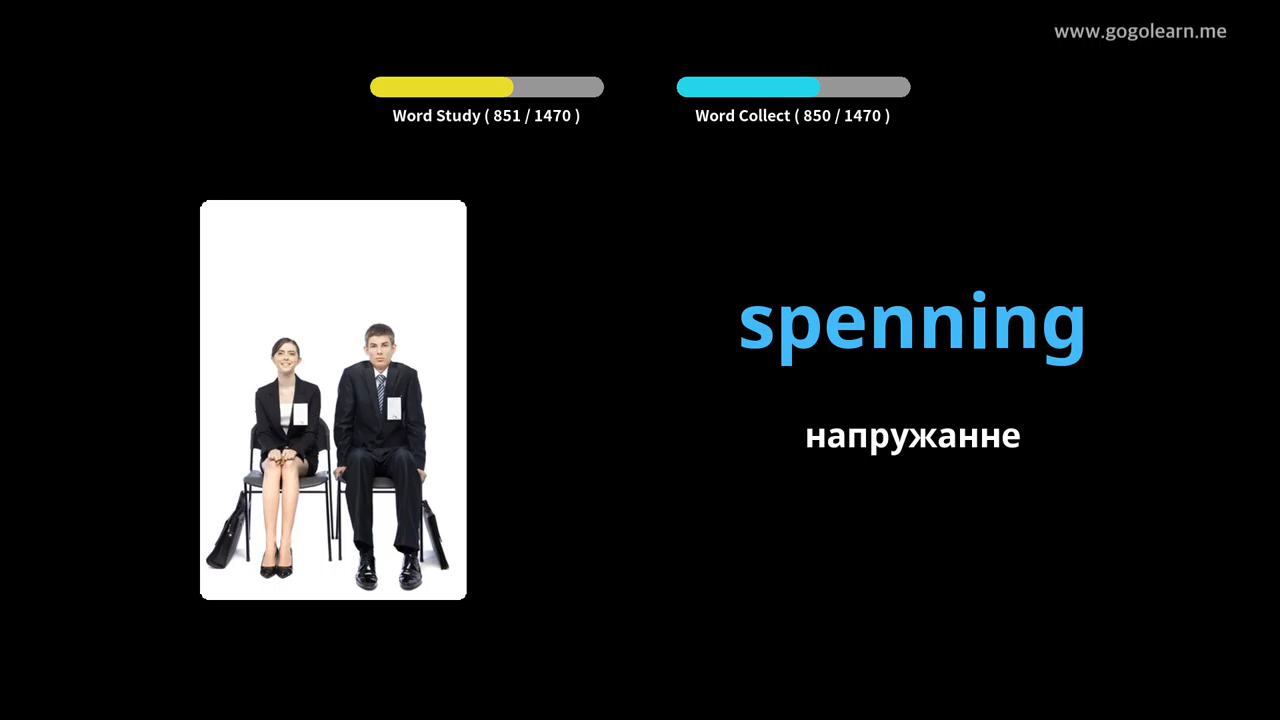 www.gogolearn.me
Word Study ( 851 / 1470 )
Word Collect ( 850 / 1470 )
spenning
напружанне